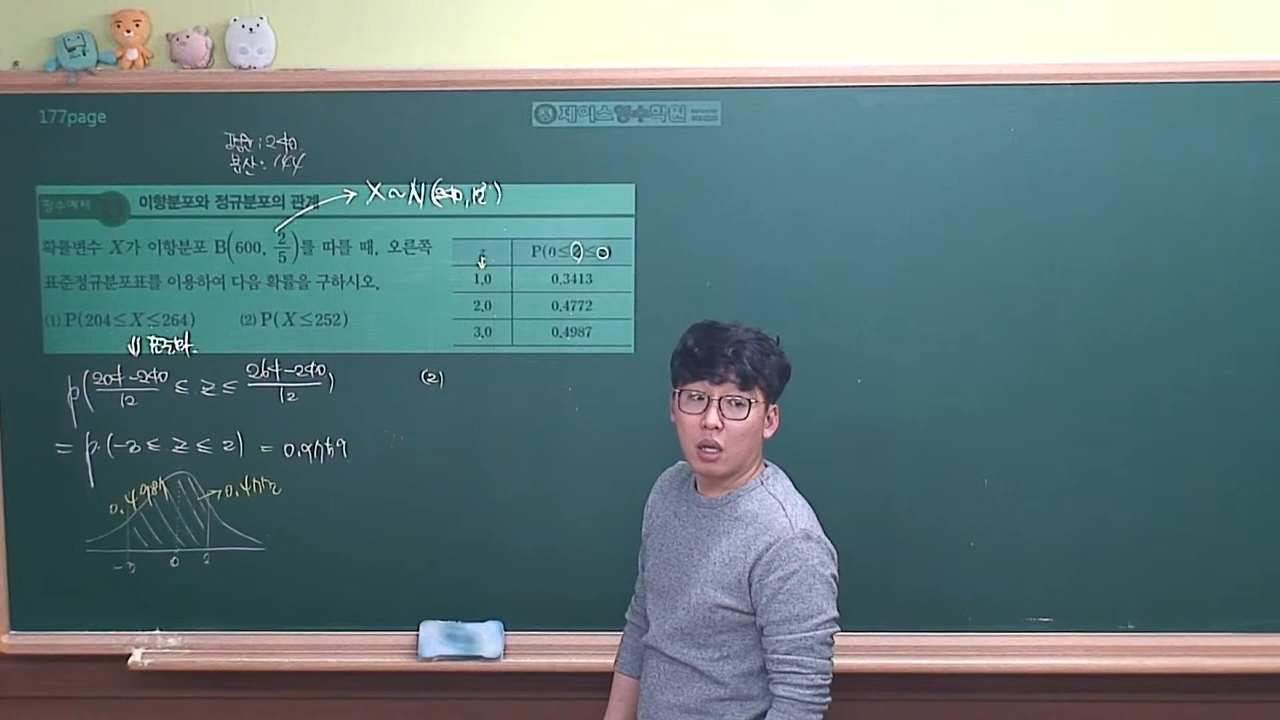 177page
제이스영수학원
평균:240
분산:144
필수예제 이항분포와 정규분포의 관계
X~N(240,12²)
확률변수 X가 이항분포 B(600, 2/5)를 따를 때, 오른쪽
표준정규분포표를 이용하여 다음 확률을 구하시오.
(1) P(204≤X≤264) (2) P(X≤252)
z P(0≤Z≤z)
1.0 0.3413
2.0 0.4772
3.0 0.4987
⇓ 표준화.
P(204-240/12 ≤ Z ≤ 264-240/12)
(2)
= P(-3 ≤ Z ≤ 2) = 0.9759
0.4987 0.4772
-3 0 2